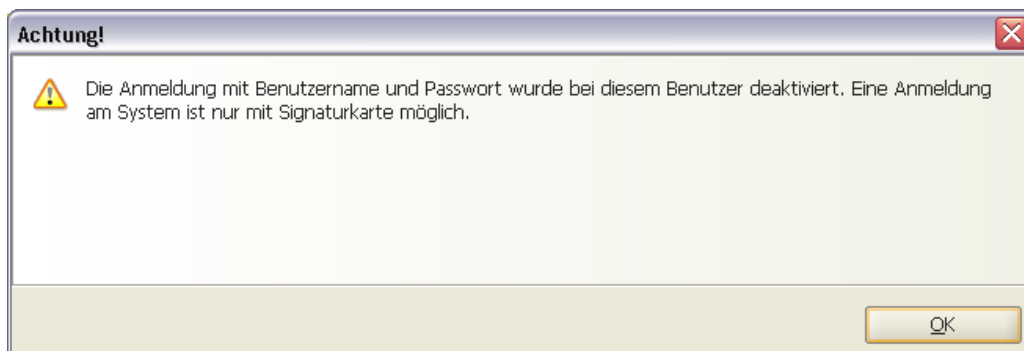 Achtung!
Die Anmeldung mit Benutzername und Passwort wurde bei diesem Benutzer deaktiviert. Eine Anmeldung
am System ist nur mit Signaturkarte möglich.
OK